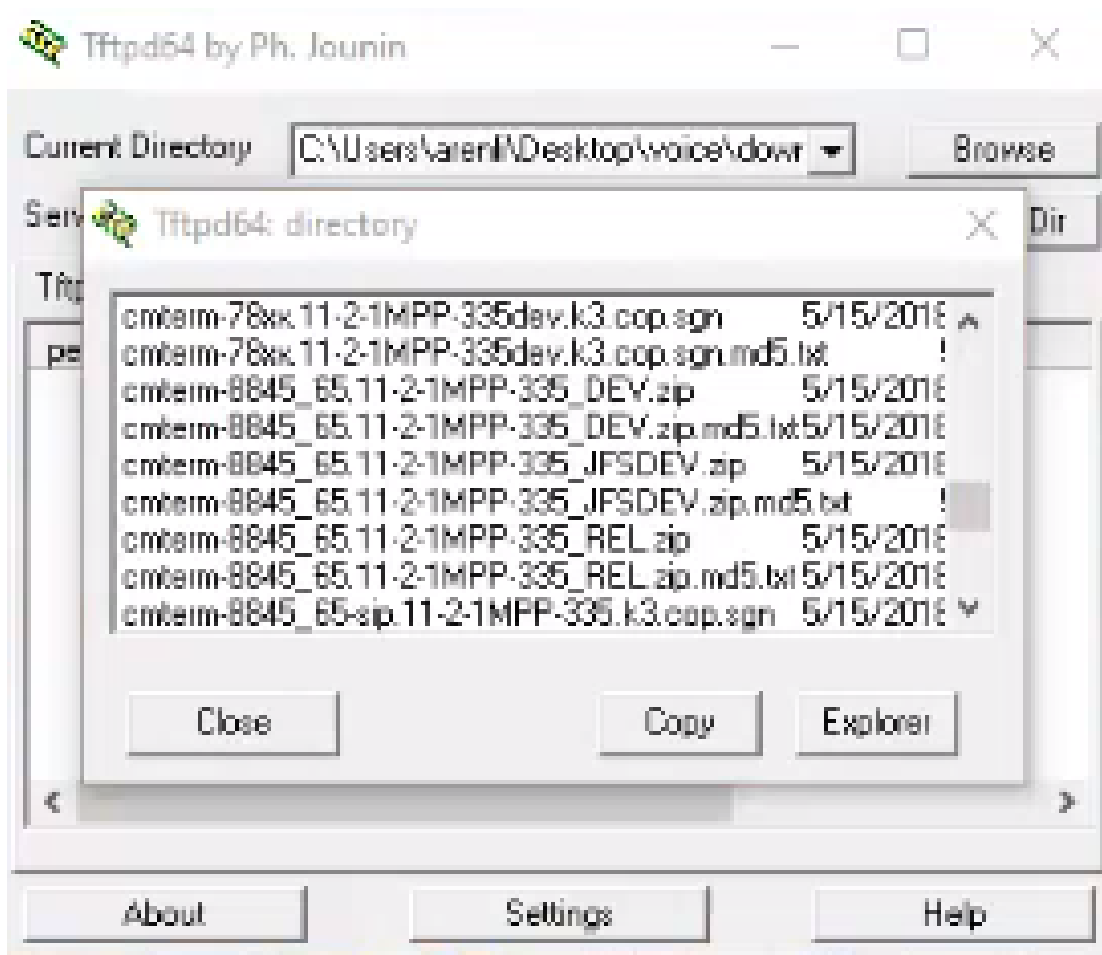 Tftpd64 by Ph. Jounin
Current Directory C:\Users\arenli\Desktop\voice\dowr Browse
Serv Dir
Tftpd64: directory
Tftp
pe
cmterm-78xx.11-2-1MPP-335dev.k3.cop.sgn 5/15/2018
cmterm-78xx.11-2-1MPP-335dev.k3.cop.sgn.md5.txt
cmterm-8845_65.11-2-1MPP-335_DEV.zip 5/15/2018
cmterm-8845_65.11-2-1MPP-335_DEV.zip.md5.txt 5/15/2018
cmterm-8845_65.11-2-1MPP-335_JFSDEV.zip 5/15/2018
cmterm-8845_65.11-2-1MPP-335_JFSDEV.zip.md5.txt
cmterm-8845_65.11-2-1MPP-335_REL.zip 5/15/2018
cmterm-8845_65.11-2-1MPP-335_REL.zip.md5.txt 5/15/2018
cmterm-8845_65-sip.11-2-1MPP-335.k3.cop.sgn 5/15/2018
Close Copy Explorer
About Settings Help